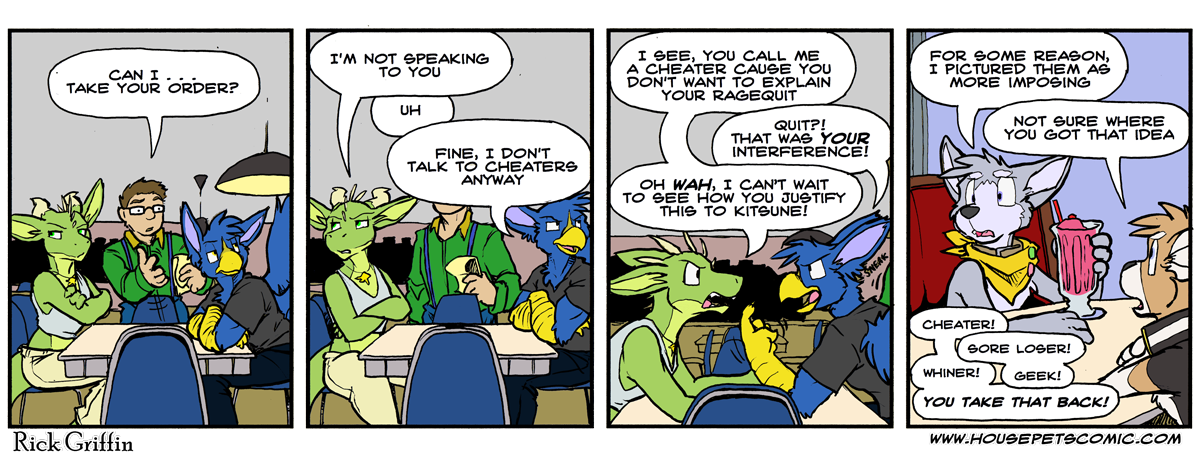 CAN I . . .
TAKE YOUR ORDER?
I'M NOT SPEAKING
TO YOU
UH
FINE, I DON'T
TALK TO CHEATERS
ANYWAY
I SEE, YOU CALL ME
A CHEATER CAUSE YOU
DON'T WANT TO EXPLAIN
YOUR RAGEQUIT
QUIT?!
THAT WAS YOUR
INTERFERENCE!
OH WAH, I CAN'T WAIT
TO SEE HOW YOU JUSTIFY
THIS TO KITSUNE!
SNEAK
FOR SOME REASON,
I PICTURED THEM AS
MORE IMPOSING
NOT SURE WHERE
YOU GOT THAT IDEA
CHEATER!
SORE LOSER!
WHINER!
GEEK!
YOU TAKE THAT BACK!
Rick Griffin
WWW.HOUSEPETSCOMIC.COM